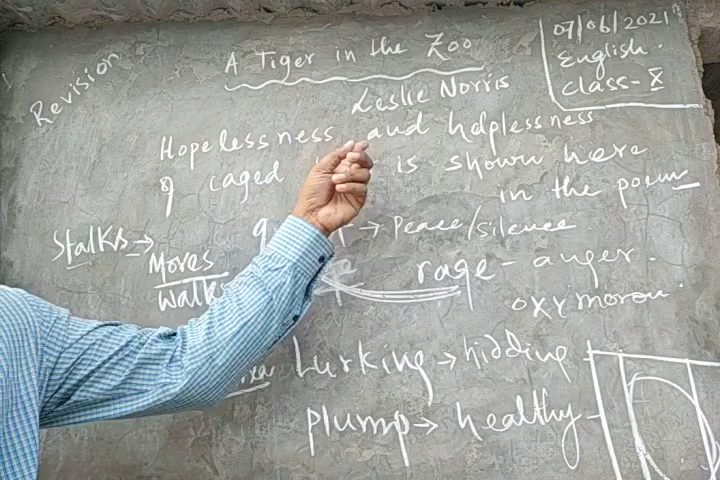 Revision
A Tiger in the Zoo
07/06/2021
English.
Class- X
Leslie Norris
Hopelessness and helplessness
of caged is shown here
in the poem
Stalks → Moves
Walks
→ Peace/silence
rage - anger.
oxymoron.
Lurking → hidding
plump → healthy